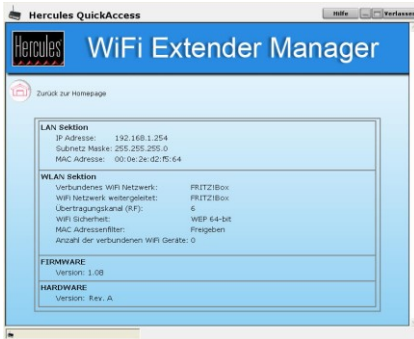 Hercules QuickAccess
Hilfe
Verlassen
Hercules
WiFi Extender Manager
Zurück zur Homepage
LAN Sektion
IP Adresse: 192.168.1.254
Subnetz Maske: 255.255.255.0
MAC Adresse: 00:0e:2e:d2:f5:64
WLAN Sektion
Verbundenes WiFi Netzwerk: FRITZ!Box
WiFi Netzwerk weitergeleitet: FRITZ!Box
Übertragungskanal (RF): 6
WiFi Sicherheit: WEP 64-bit
MAC Adressenfilter: Freigeben
Anzahl der verbundenen WiFi Geräte: 0
FIRMWARE
Version: 1.08
HARDWARE
Version: Rev. A